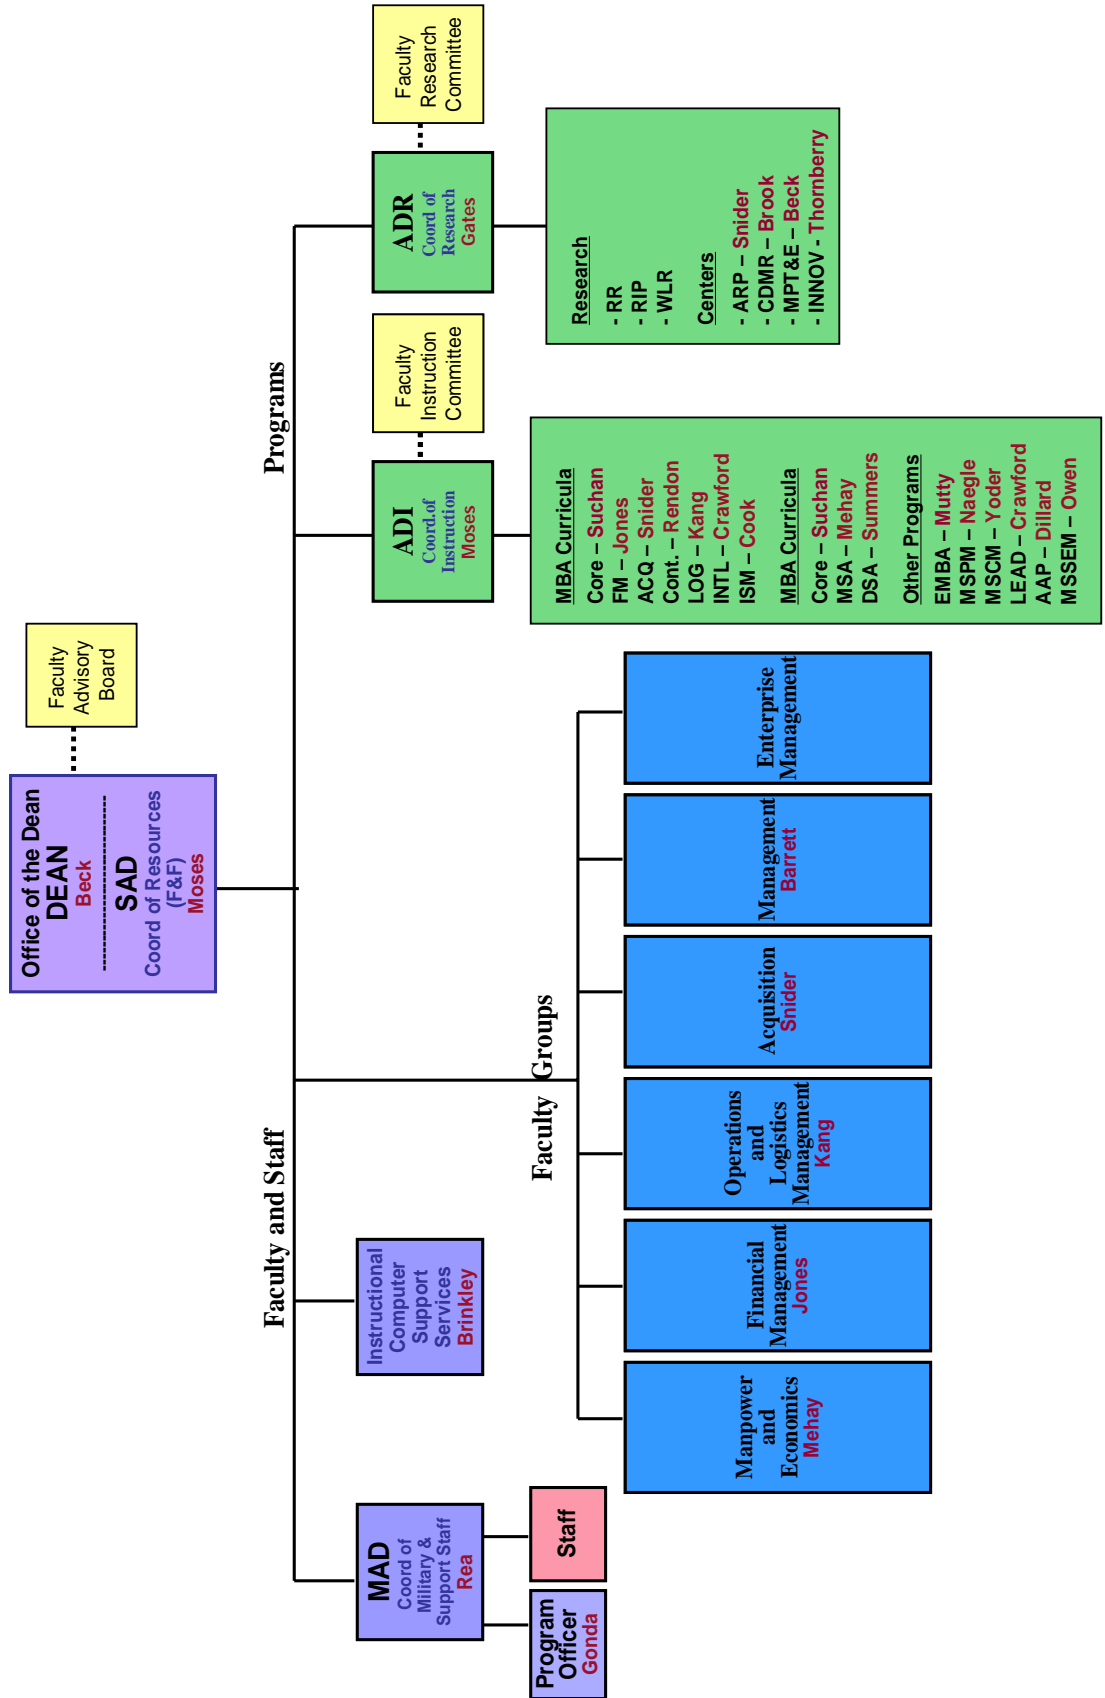 Office of the Dean
DEAN
Beck
SAD
Coord of Resources
(F&F)
Moses
Faculty
Advisory
Board
Faculty and Staff
Programs
MAD
Coord of
Military &
Support Staff
Rea
Program
Officer
Gonda
Staff
Instructional
Computer
Support
Services
Brinkley
Faculty Groups
Manpower
and
Economics
Mehay
Financial
Management
Jones
Operations
and
Logistics
Management
Kang
Acquisition
Snider
Management
Barrett
Enterprise
Management
ADI
Coord.of
Instruction
Moses
Faculty
Instruction
Committee
MBA Curricula
Core – Suchan
FM – Jones
ACQ – Snider
Cont. – Rendon
LOG – Kang
INTL – Crawford
ISM – Cook
MBA Curricula
Core – Suchan
MSA – Mehay
DSA – Summers
Other Programs
EMBA – Mutty
MSPM – Naegle
MSCM – Yoder
LEAD – Crawford
AAP – Dillard
MSSEM – Owen
ADR
Coord of
Research
Gates
Faculty
Research
Committee
Research
- RR
- RIP
- WLR
Centers
- ARP – Snider
- CDMR – Brook
- MPT&E – Beck
- INNOV - Thornberry